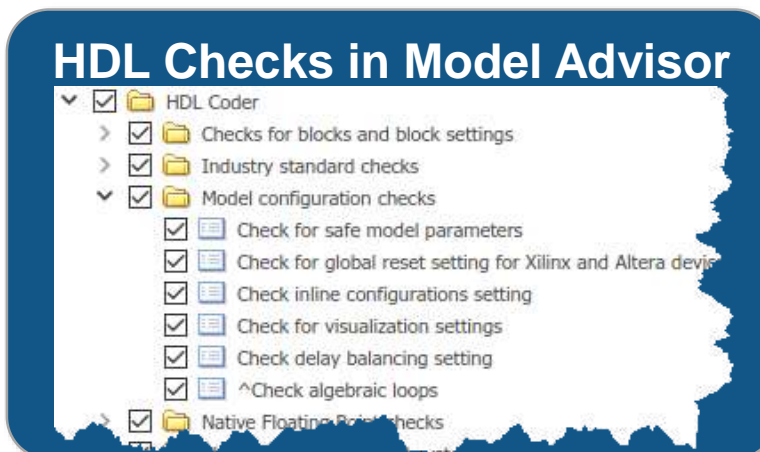 HDL Checks in Model Advisor
HDL Coder
Checks for blocks and block settings
Industry standard checks
Model configuration checks
Check for safe model parameters
Check for global reset setting for Xilinx and Altera
Check inline configurations setting
Check for visualization settings
Check delay balancing setting
^Check algebraic loops
Native Floating Point checks